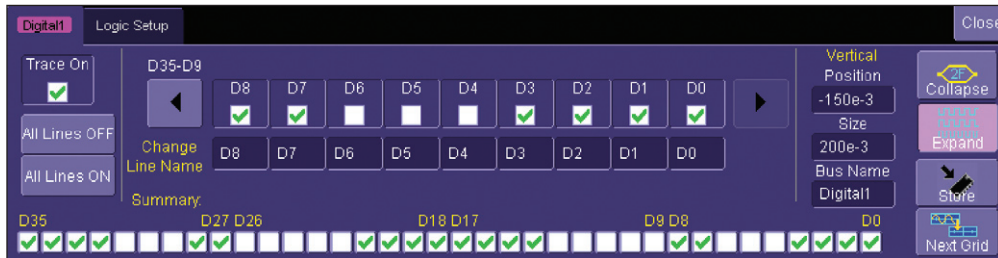 Digital1 Logic Setup Close
Trace On D35-D9 Vertical
D8 D7 D6 D5 D4 D3 D2 D1 D0 Position
2F
Collapse
-150e-3
All Lines OFF Size
Change D8 D7 D6 D5 D4 D3 D2 D1 D0 200e-3 Expand
Line Name
All Lines ON Bus Name
Summary: Digital1 Store
D35 D27 D26 D18 D17 D9 D8 D0
Next Grid